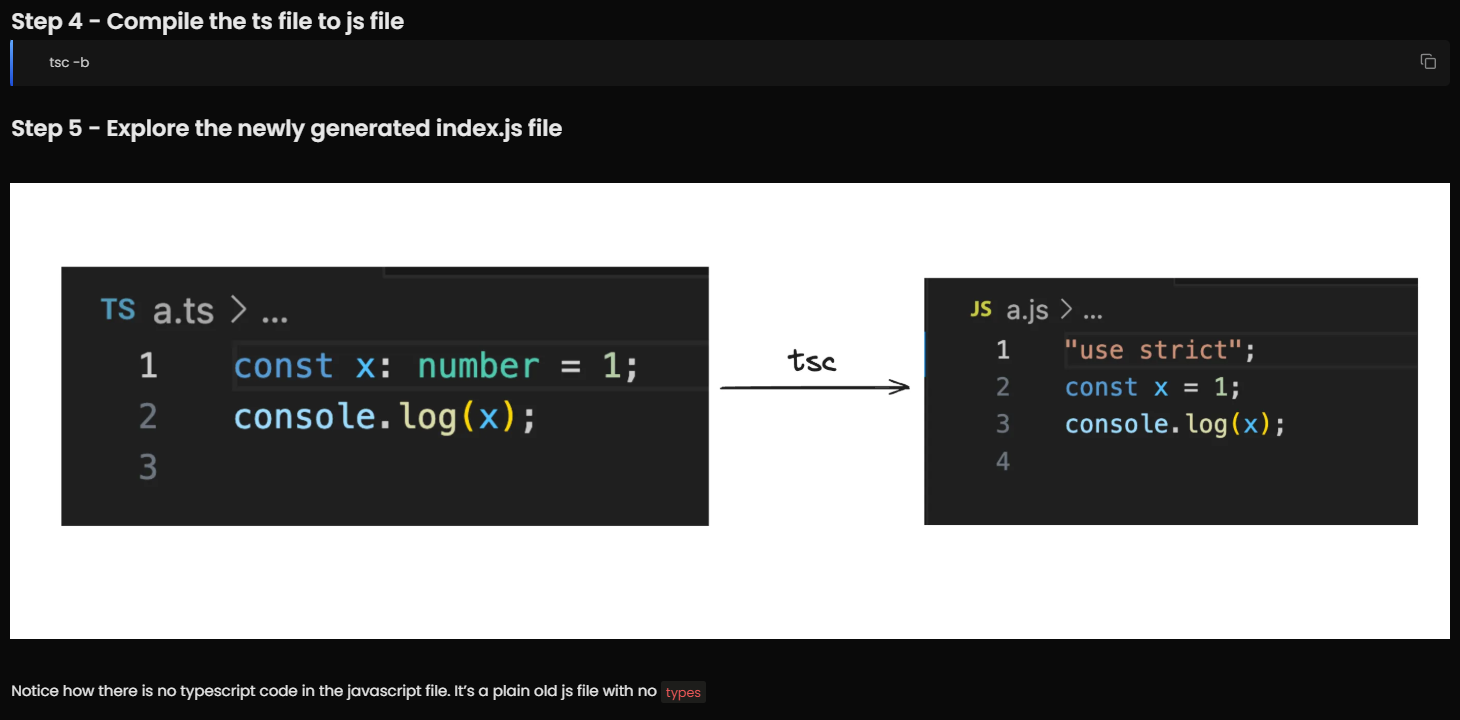 Step 4 - Compile the ts file to js file
tsc -b
Step 5 - Explore the newly generated index.js file
TS a.ts > ...
1 const x: number = 1;
2 console.log(x);
3
tsc
JS a.js > ...
1 "use strict";
2 const x = 1;
3 console.log(x);
4
Notice how there is no typescript code in the javascript file. It’s a plain old js file with no types